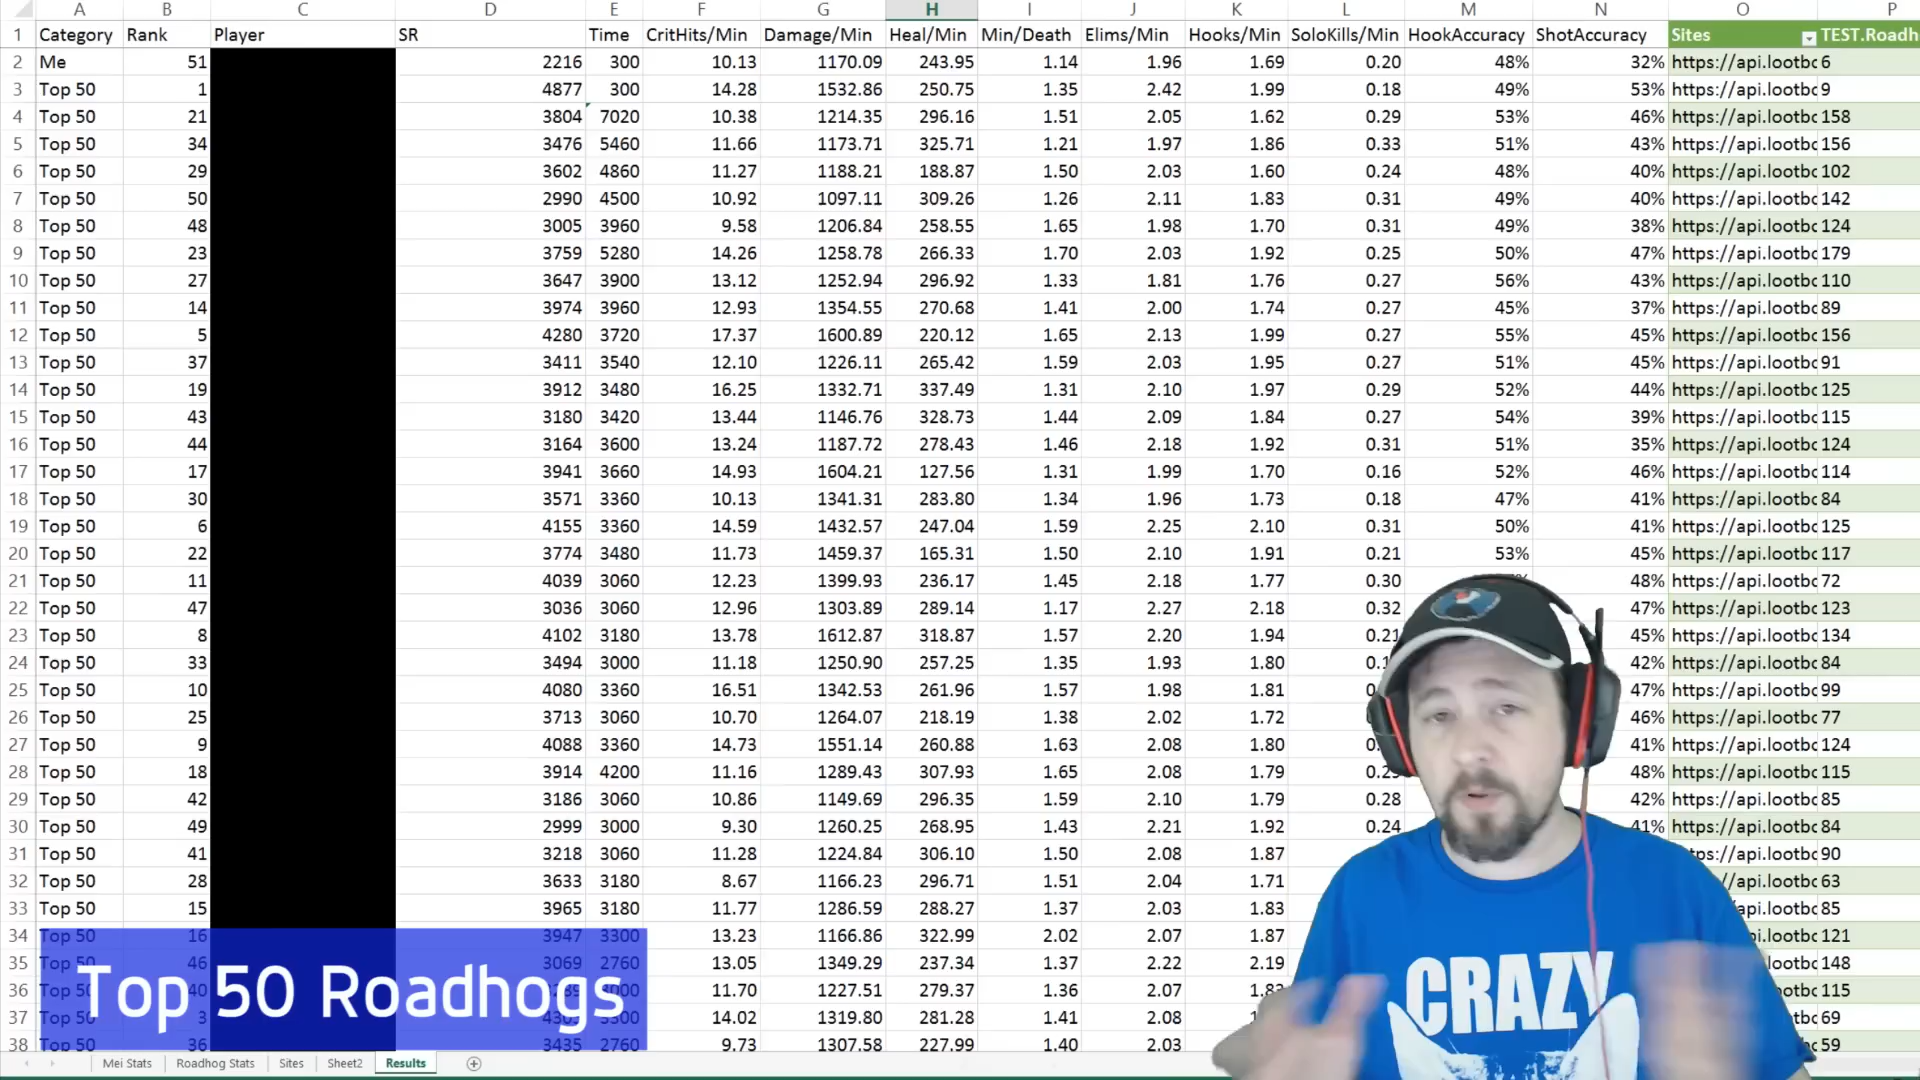 A B C D E F G H I J K L M N O P
1 Category Rank Player SR Time CritHits/Min Damage/Min Heal/Min Min/Death Elims/Min Hooks/Min SoloKills/Min HookAccuracy ShotAccuracy Sites TEST.Roadh
2 Me 51 2216 300 10.13 1170.09 243.95 1.14 1.96 1.69 0.20 48% 32% https://api.lootbc 6
3 Top 50 1 4877 300 14.28 1532.86 250.75 1.35 2.42 1.99 0.18 49% 53% https://api.lootbc 9
4 Top 50 21 3804 7020 10.38 1214.35 296.16 1.51 2.05 1.62 0.29 53% 46% https://api.lootbc 158
5 Top 50 34 3476 5460 11.66 1173.71 325.71 1.21 1.97 1.86 0.33 51% 43% https://api.lootbc 156
6 Top 50 29 3602 4860 11.27 1188.21 188.87 1.50 2.03 1.60 0.24 48% 40% https://api.lootbc 102
7 Top 50 50 2990 4500 10.92 1097.11 309.26 1.26 2.11 1.83 0.31 49% 40% https://api.lootbc 142
8 Top 50 48 3005 3960 9.58 1206.84 258.55 1.65 1.98 1.70 0.31 49% 38% https://api.lootbc 124
9 Top 50 23 3759 5280 14.26 1258.78 266.33 1.70 2.03 1.92 0.25 50% 47% https://api.lootbc 179
10 Top 50 27 3647 3900 13.12 1252.94 296.92 1.33 1.81 1.76 0.27 56% 43% https://api.lootbc 110
11 Top 50 14 3974 3960 12.93 1354.55 270.68 1.41 2.00 1.74 0.27 45% 37% https://api.lootbc 89
12 Top 50 5 4280 3720 17.37 1600.89 220.12 1.65 2.13 1.99 0.27 55% 45% https://api.lootbc 156
13 Top 50 37 3411 3540 12.10 1226.11 265.42 1.59 2.03 1.95 0.27 51% 45% https://api.lootbc 91
14 Top 50 19 3912 3480 16.25 1332.71 337.49 1.31 2.10 1.97 0.29 52% 44% https://api.lootbc 125
15 Top 50 43 3180 3420 13.44 1146.76 328.73 1.44 2.09 1.84 0.27 54% 39% https://api.lootbc 115
16 Top 50 44 3164 3600 13.24 1187.72 278.43 1.46 2.18 1.92 0.31 51% 35% https://api.lootbc 124
17 Top 50 17 3941 3660 14.93 1604.21 127.56 1.31 1.99 1.70 0.16 52% 46% https://api.lootbc 114
18 Top 50 30 3571 3360 10.13 1341.31 283.80 1.34 1.96 1.73 0.18 47% 41% https://api.lootbc 84
19 Top 50 6 4155 3360 14.59 1432.57 247.04 1.59 2.25 2.10 0.31 50% 41% https://api.lootbc 125
20 Top 50 22 3774 3480 11.73 1459.37 165.31 1.50 2.10 1.91 0.21 53% 45% https://api.lootbc 117
21 Top 50 11 4039 3060 12.23 1399.93 236.17 1.45 2.18 1.77 0.30 48% https://api.lootbc 72
22 Top 50 47 3036 3060 12.96 1303.89 289.14 1.17 2.27 2.18 0.32 47% https://api.lootbc 123
23 Top 50 8 4102 3180 13.78 1612.87 318.87 1.57 2.20 1.94 0.21 45% https://api.lootbc 134
24 Top 50 33 3494 3000 11.18 1250.90 257.25 1.35 1.93 1.80 42% https://api.lootbc 84
25 Top 50 10 4080 3360 16.51 1342.53 261.96 1.57 1.98 1.81 47% https://api.lootbc 99
26 Top 50 25 3713 3060 10.70 1264.07 218.19 1.38 2.02 1.72 46% https://api.lootbc 77
27 Top 50 9 4088 3360 14.73 1551.14 260.88 1.63 2.08 1.80 41% https://api.lootbc 124
28 Top 50 18 3914 4200 11.16 1289.43 307.93 1.65 2.08 1.79 48% https://api.lootbc 115
29 Top 50 42 3186 3060 10.86 1149.69 296.35 1.59 2.10 1.79 0.28 42% https://api.lootbc 85
30 Top 50 49 2999 3000 9.30 1260.25 268.95 1.43 2.21 1.92 0.24 41% https://api.lootbc 84
31 Top 50 41 3218 3060 11.28 1224.84 306.10 1.50 2.08 1.87 tps://api.lootbc 90
32 Top 50 28 3633 3180 8.67 1166.23 296.71 1.51 2.04 1.71 //api.lootbc 63
33 Top 50 15 3965 3180 11.77 1286.59 288.27 1.37 2.03 1.83 api.lootbc 85
34 Top 50 16 3947 3300 13.23 1166.86 322.99 2.02 2.07 1.87 pi.lootbc 121
35 Top 50 46 3069 2760 13.05 1349.29 237.34 1.37 2.22 2.19 i.lootbc 148
36 Top 50 40 11.70 1227.51 279.37 1.36 2.07 .lootbc 115
37 Top 50 3 14.02 1319.80 281.28 1.41 2.08 lootbc 69
38 Top 50 36 3435 2760 9.73 1307.58 227.99 1.40 2.03 59
Top 50 Roadhogs
CRAZY
Mei Stats Roadhog Stats Sites Sheet2 Results